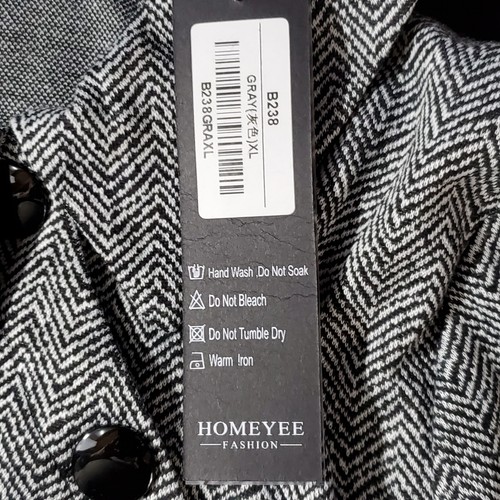 B238
GRAY(灰色)XL
B238GRAXL
Hand Wash ,Do Not Soak
Do Not Bleach
Do Not Tumble Dry
Warm !ron
HOMEYEE
FASHION